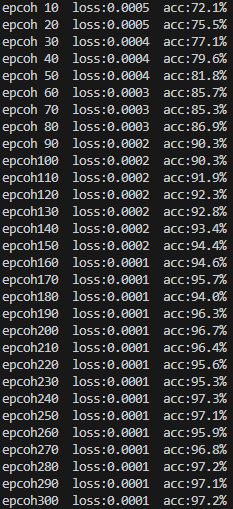 epcoh 10  loss:0.0005  acc:72.1%
epcoh 20  loss:0.0005  acc:75.5%
epcoh 30  loss:0.0004  acc:77.1%
epcoh 40  loss:0.0004  acc:79.6%
epcoh 50  loss:0.0004  acc:81.8%
epcoh 60  loss:0.0003  acc:85.7%
epcoh 70  loss:0.0003  acc:85.3%
epcoh 80  loss:0.0003  acc:86.9%
epcoh 90  loss:0.0002  acc:90.3%
epcoh100  loss:0.0002  acc:90.3%
epcoh110  loss:0.0002  acc:91.9%
epcoh120  loss:0.0002  acc:92.3%
epcoh130  loss:0.0002  acc:92.8%
epcoh140  loss:0.0002  acc:93.4%
epcoh150  loss:0.0002  acc:94.4%
epcoh160  loss:0.0001  acc:94.6%
epcoh170  loss:0.0001  acc:95.7%
epcoh180  loss:0.0001  acc:94.0%
epcoh190  loss:0.0001  acc:96.3%
epcoh200  loss:0.0001  acc:96.7%
epcoh210  loss:0.0001  acc:96.4%
epcoh220  loss:0.0001  acc:95.6%
epcoh230  loss:0.0001  acc:95.3%
epcoh240  loss:0.0001  acc:97.3%
epcoh250  loss:0.0001  acc:97.1%
epcoh260  loss:0.0001  acc:95.9%
epcoh270  loss:0.0001  acc:96.8%
epcoh280  loss:0.0001  acc:97.2%
epcoh290  loss:0.0001  acc:97.1%
epcoh300  loss:0.0001  acc:97.2%